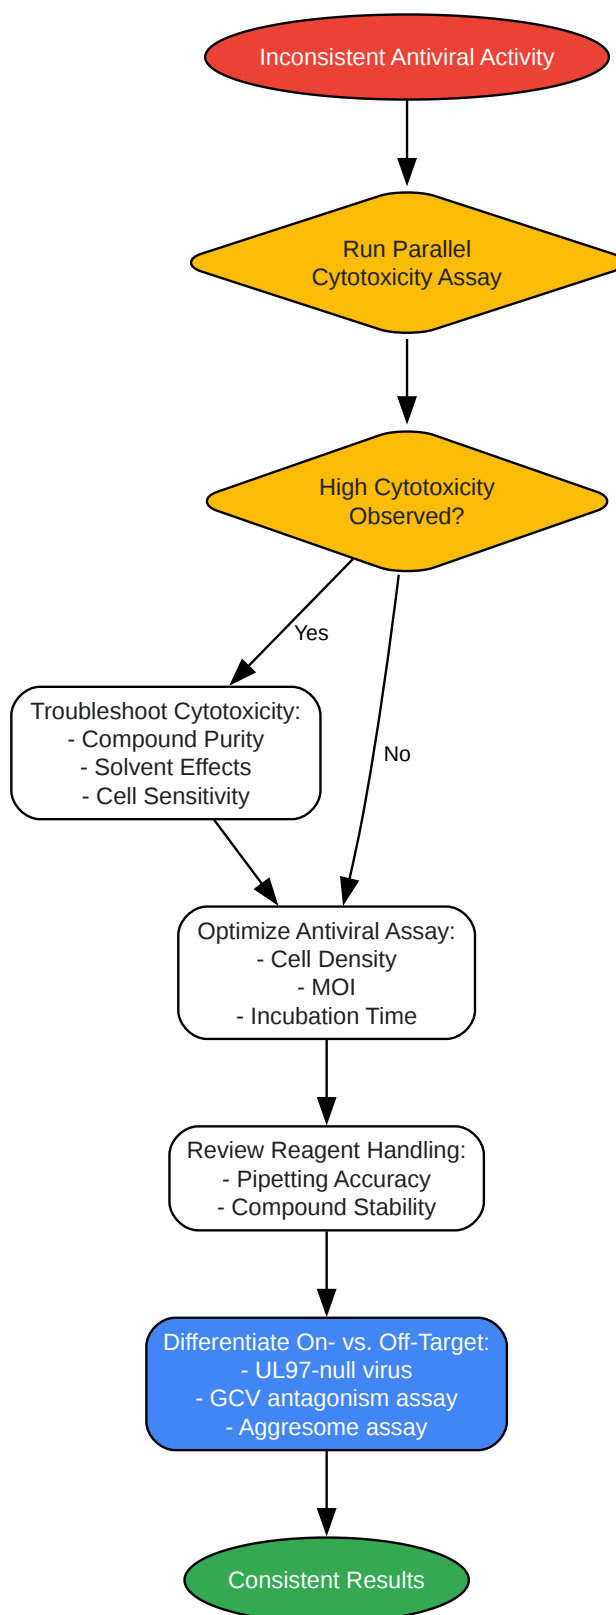 Inconsistent Antiviral Activity
Run Parallel
Cytotoxicity Assay
High Cytotoxicity
Observed?
Yes
Troubleshoot Cytotoxicity:
- Compound Purity
- Solvent Effects
- Cell Sensitivity
No
Optimize Antiviral Assay:
- Cell Density
- MOI
- Incubation Time
Review Reagent Handling:
- Pipetting Accuracy
- Compound Stability
Differentiate On- vs. Off-Target:
- UL97-null virus
- GCV antagonism assay
- Aggresome assay
Consistent Results